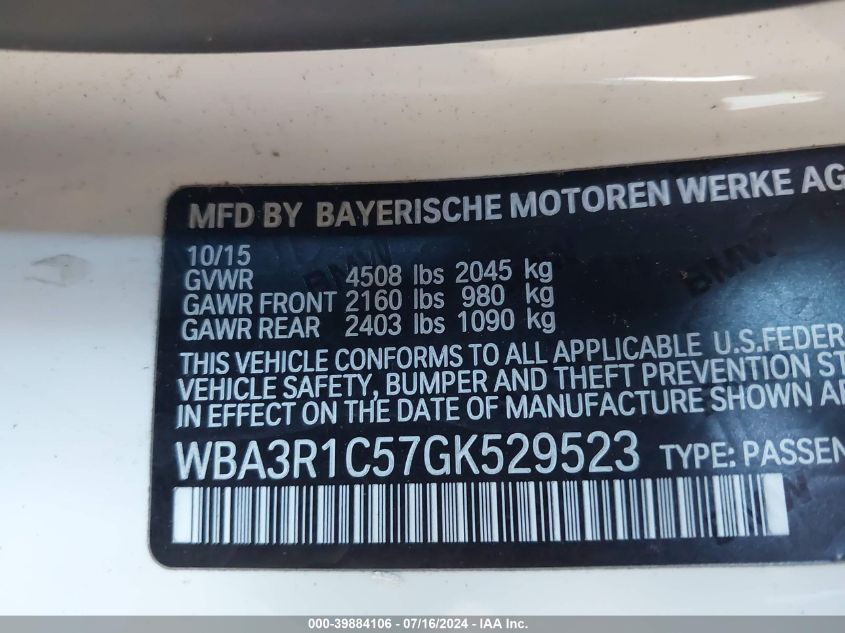 MFD BY BAYERISCHE MOTOREN WERKE AG
10/15
GVWR 4508 lbs 2045 kg
GAWR FRONT 2160 lbs 980 kg
GAWR REAR 2403 lbs 1090 kg
THIS VEHICLE CONFORMS TO ALL APPLICABLE U.S.FEDER
VEHICLE SAFETY, BUMPER AND THEFT PREVENTION ST
IN EFFECT ON THE DATE OF MANUFACTURE SHOWN A
WBA3R1C57GK529523 TYPE: PASSEN
000-39884106 - 07/16/2024 - IAAI.com